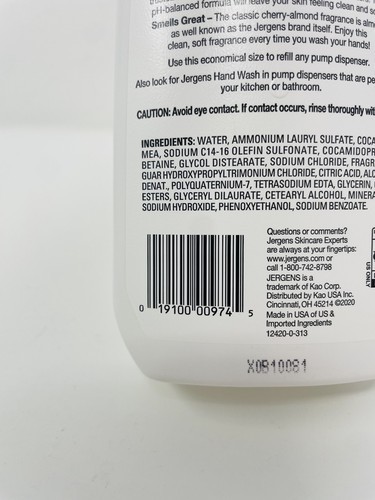 pH-balanced formula will leave your skin feeling clean and
Smells Great – The classic cherry-almond fragrance is
as well known as the Jergens brand itself. Enjoy this
clean, soft fragrance every time you wash your hands!
Use this economical size to refill any pump dispenser.
Also look for Jergens Hand Wash in pump dispensers that are
your kitchen or bathroom.
CAUTION: Avoid eye contact. If contact occurs, rinse thoroughly
INGREDIENTS: WATER, AMMONIUM LAURYL SULFATE,
MEA, SODIUM C14-16 OLEFIN SULFONATE,
BETAINE, GLYCOL DISTEARATE, SODIUM CHLORIDE,
GUAR HYDROXYPROPYLTRIMONIUM CHLORIDE, CITRIC ACID,
DENAT., POLYQUATERNIUM-7, TETRASODIUM EDTA, GLYCERIN,
ESTERS, GLYCERYL DILAURATE, CETEARYL ALCOHOL,
SODIUM HYDROXIDE, PHENOXYETHANOL, SODIUM BENZOATE.
Questions or comments?
Jergens Skincare Experts
are always at your fingertips:
www.jergens.com or
call 1-800-742-8798
JERGENS is a
trademark of Kao Corp.
Distributed by Kao USA Inc.
Cincinnati, OH 45214 ©2020
Made in USA of US &
Imported Ingredients
12420-0-313
US ONLY
0 19100 00974 5
X0B10081